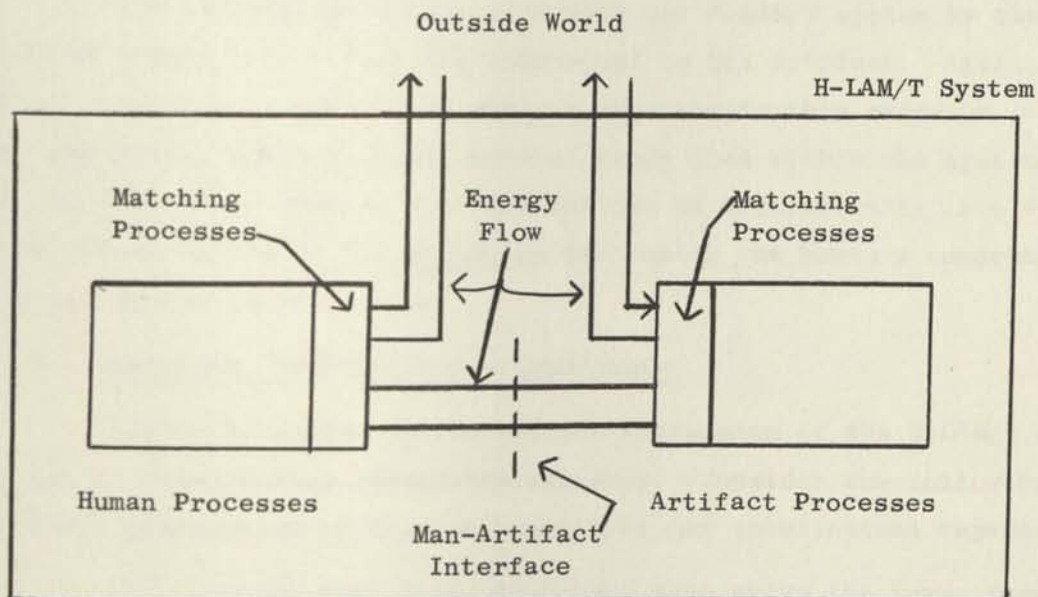 Outside World
H-LAM/T System
Matching
Processes
Energy
Flow
Matching
Processes
Human Processes
Artifact Processes
Man-Artifact
Interface